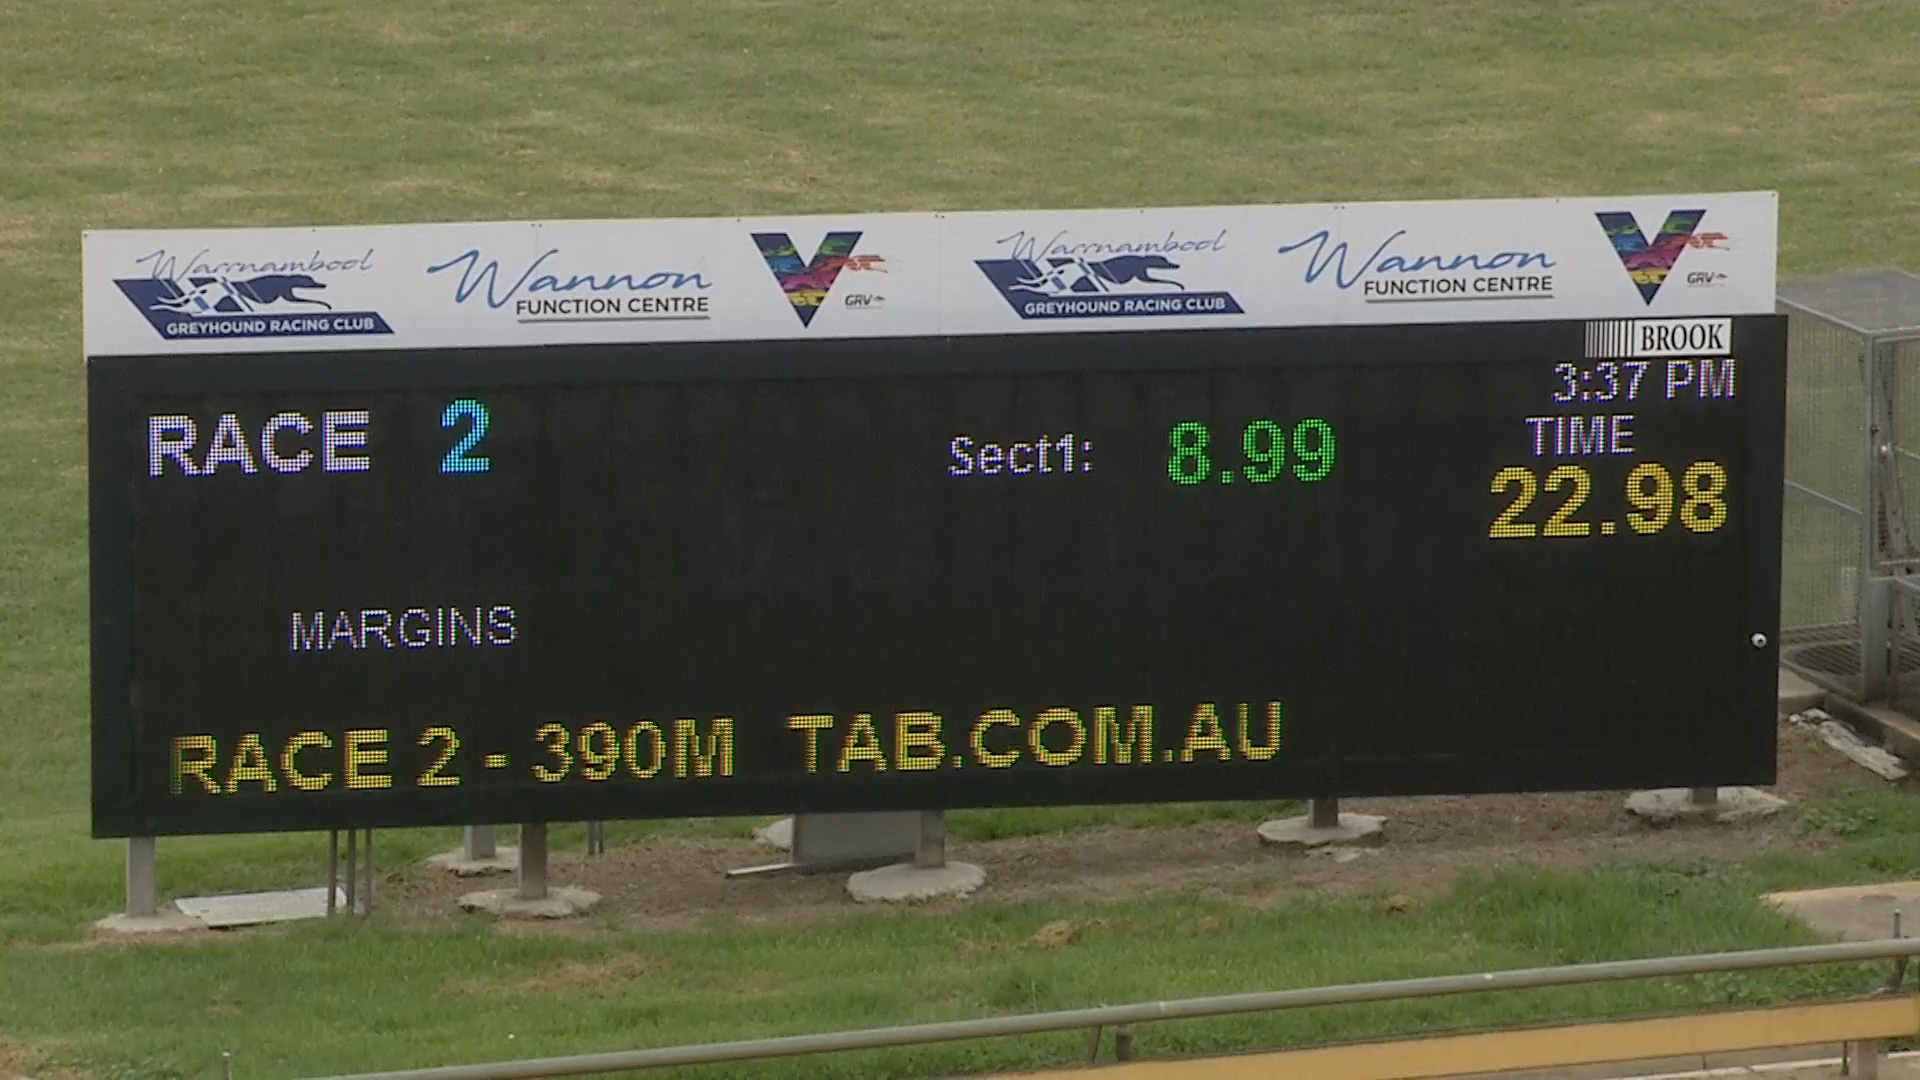 Warrnambool
GREYHOUND RACING CLUB
Wannon
FUNCTION CENTRE
V
GRV
Warrnambool
GREYHOUND RACING CLUB
Wannon
FUNCTION CENTRE
V
GRV
BROOK
3:37 PM
RACE 2
Sect1: 8.99
TIME
22.98
MARGINS
RACE 2 - 390M TAB.COM.AU